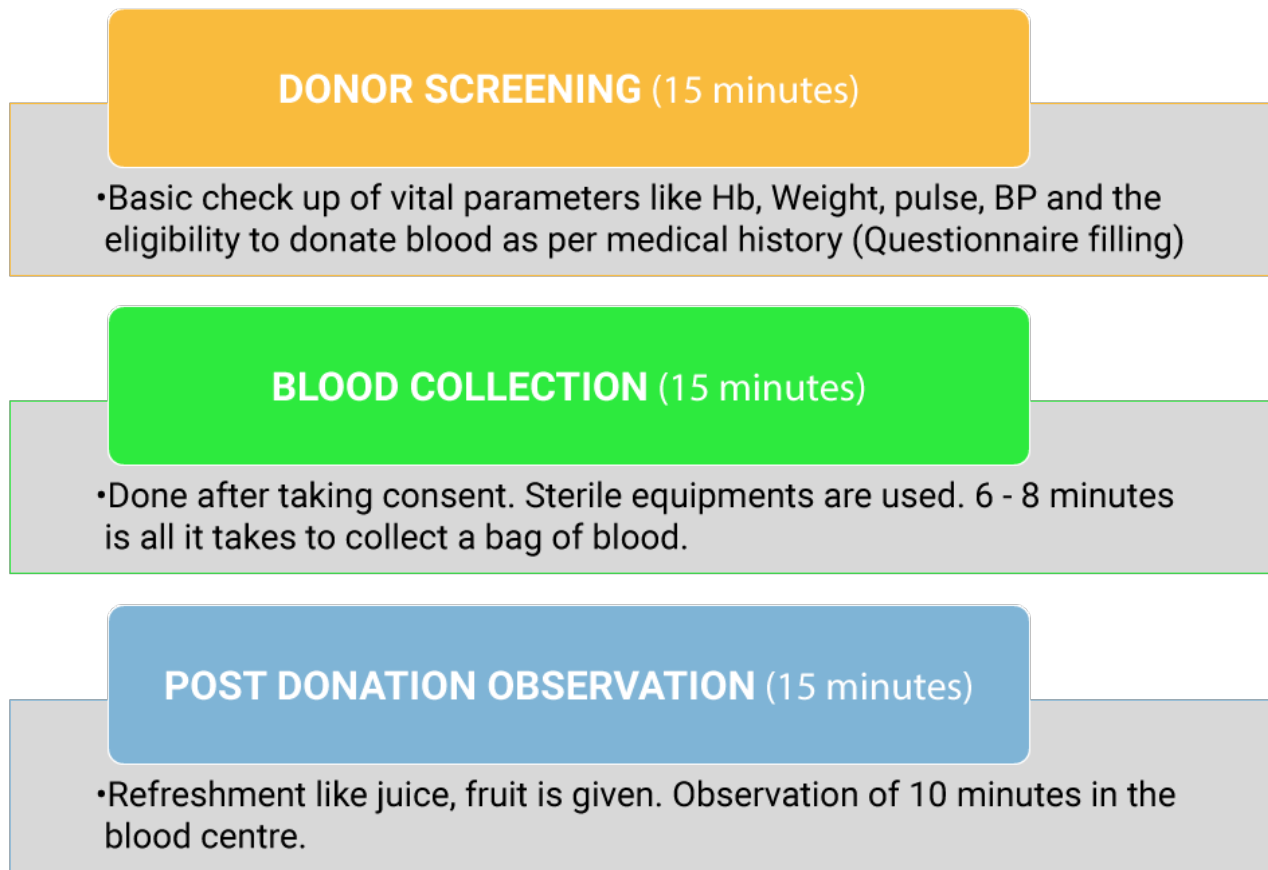 DONOR SCREENING (15 minutes)
•Basic check up of vital parameters like Hb, Weight, pulse, BP and the
eligibility to donate blood as per medical history (Questionnaire filling)
BLOOD COLLECTION (15 minutes)
•Done after taking consent. Sterile equipments are used. 6 - 8 minutes
is all it takes to collect a bag of blood.
POST DONATION OBSERVATION (15 minutes)
•Refreshment like juice, fruit is given. Observation of 10 minutes in the
blood centre.